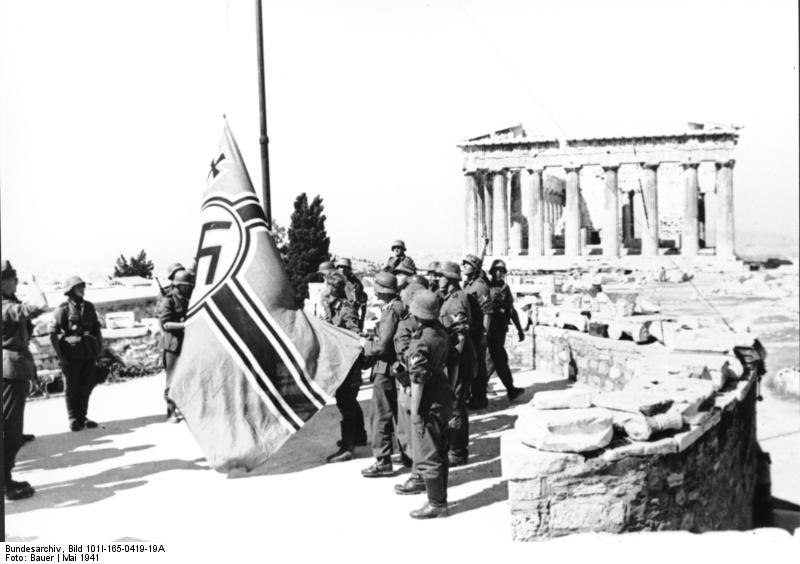 Bundesarchiv, Bild 101I-165-0419-19A
Foto: Bauer | Mai 1941